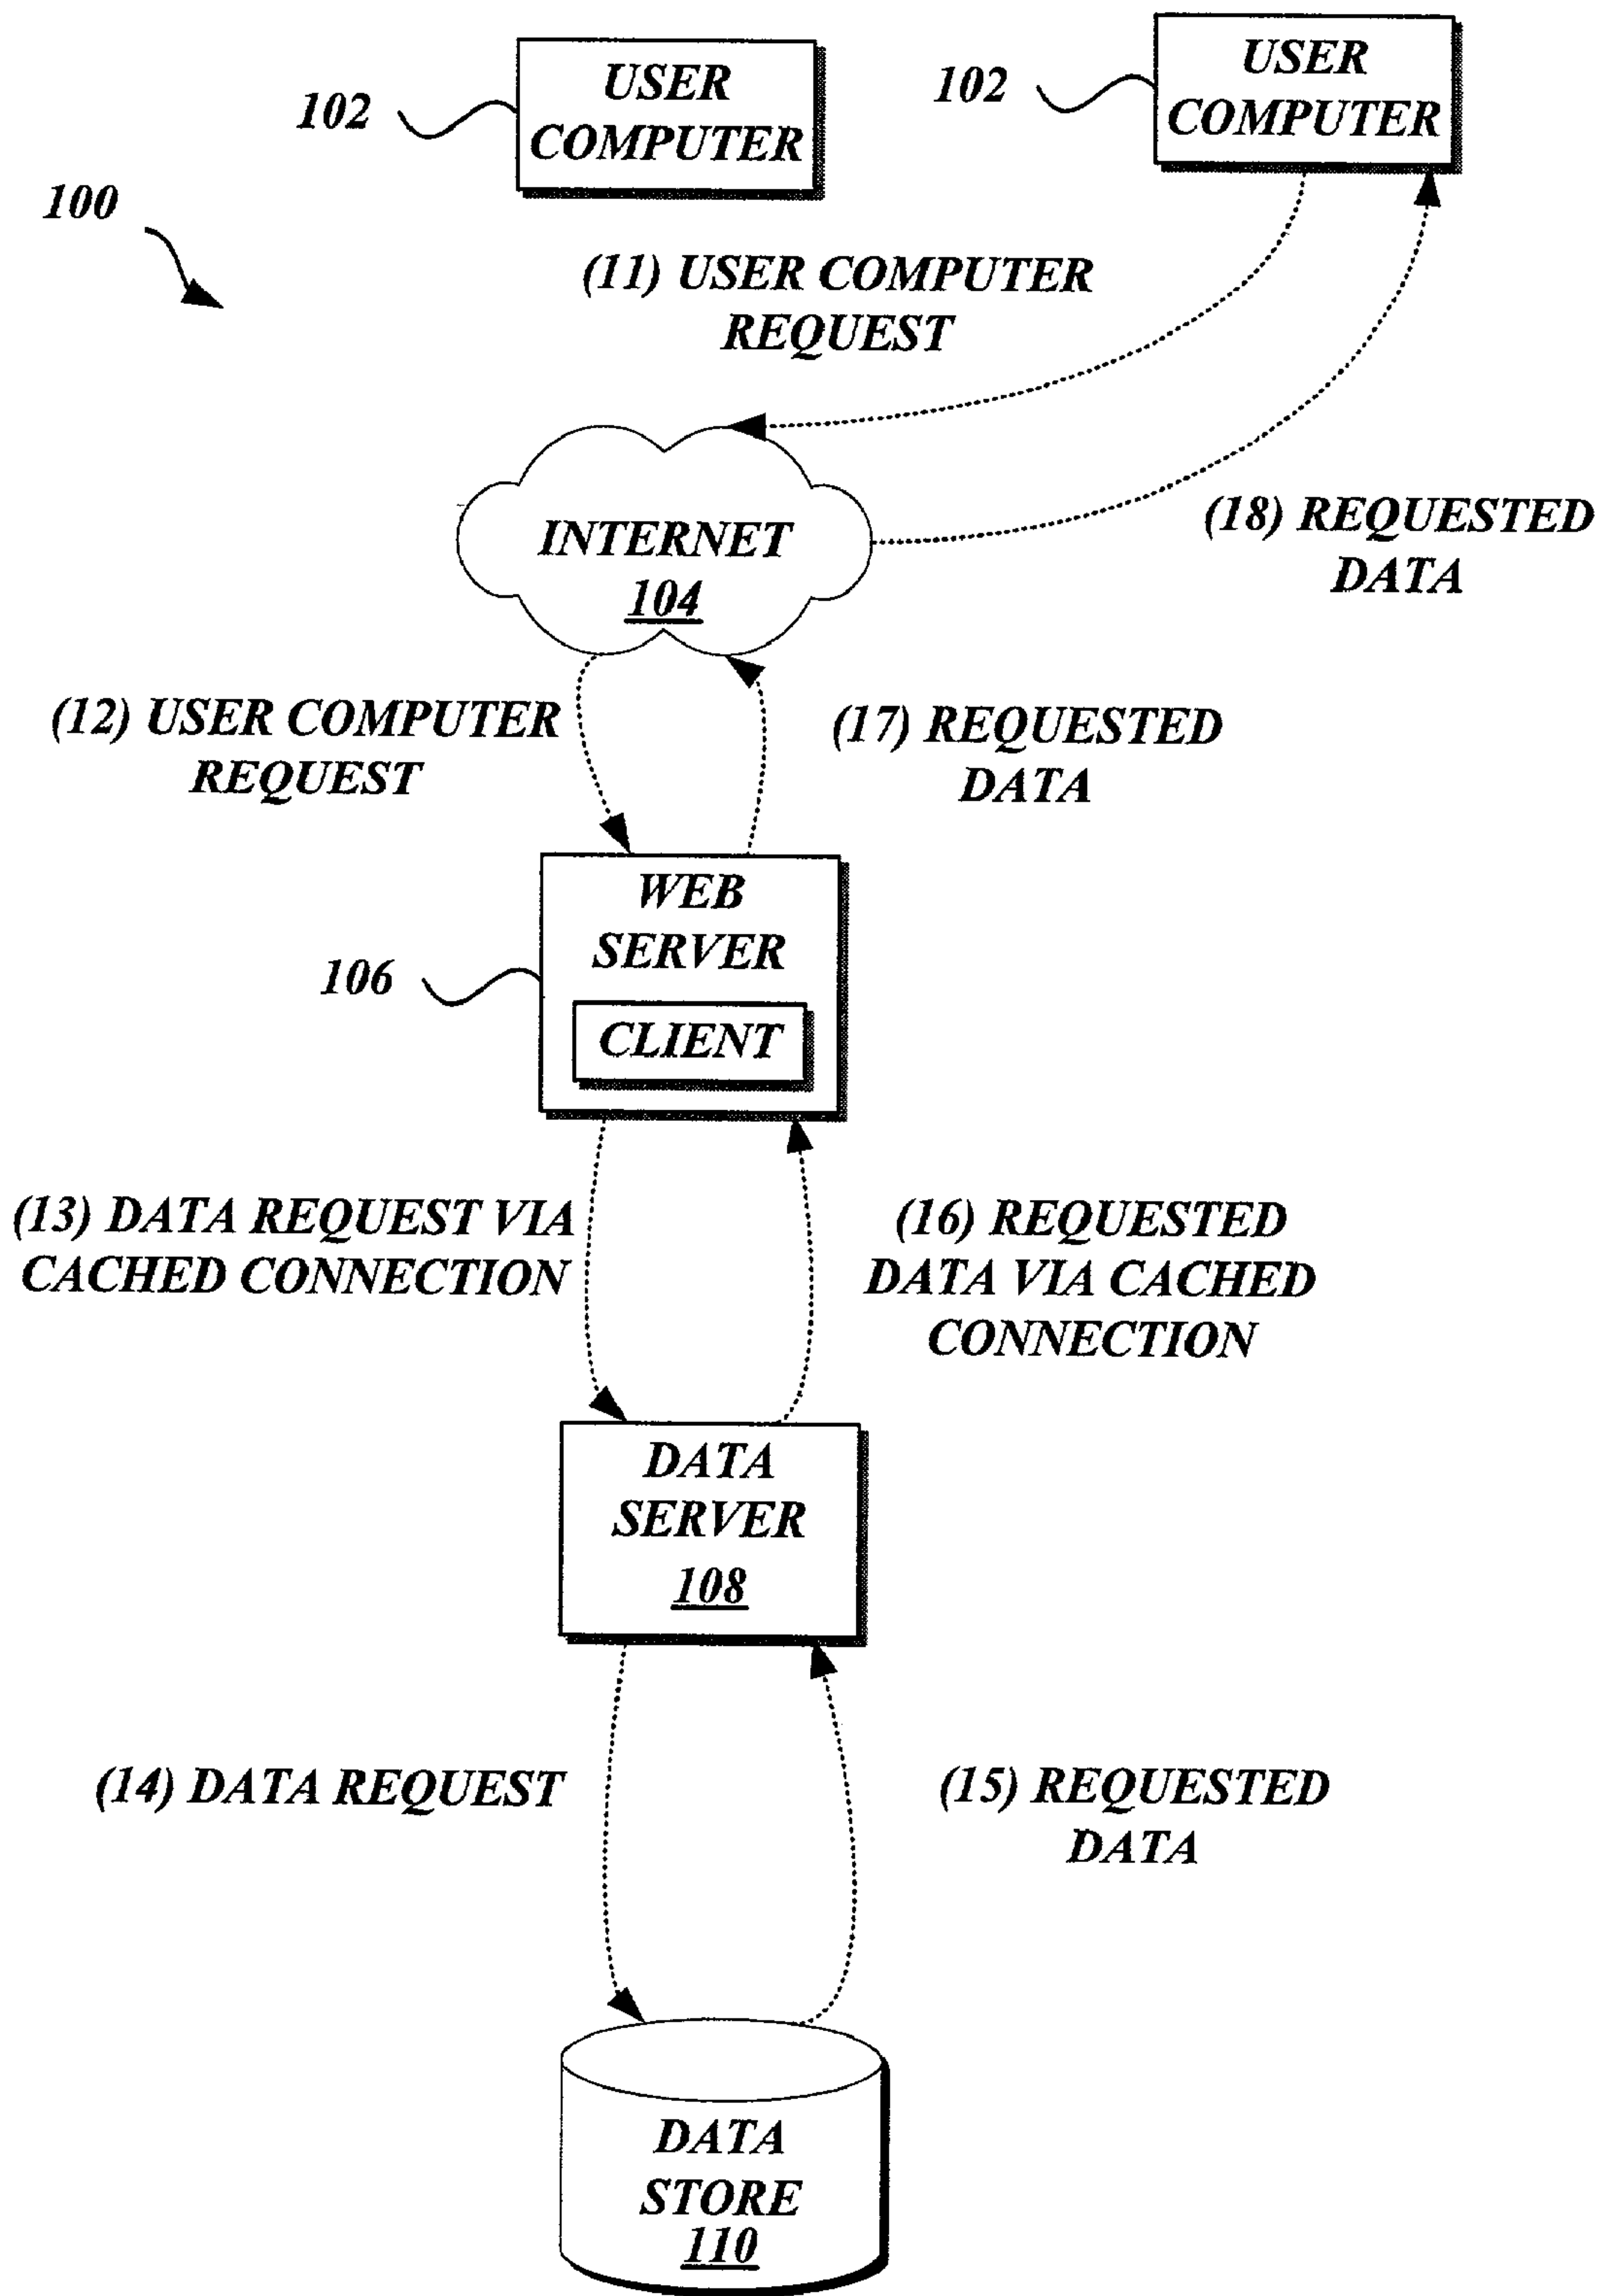 USER
COMPUTER
102
USER
COMPUTER
102
100
(11) USER COMPUTER
REQUEST
INTERNET
104
(18) REQUESTED
DATA
(12) USER COMPUTER
REQUEST
(17) REQUESTED
DATA
WEB
SERVER
106
CLIENT
(13) DATA REQUEST VIA
CACHED CONNECTION
(16) REQUESTED
DATA VIA CACHED
CONNECTION
DATA
SERVER
108
(14) DATA REQUEST
(15) REQUESTED
DATA
DATA
STORE
110